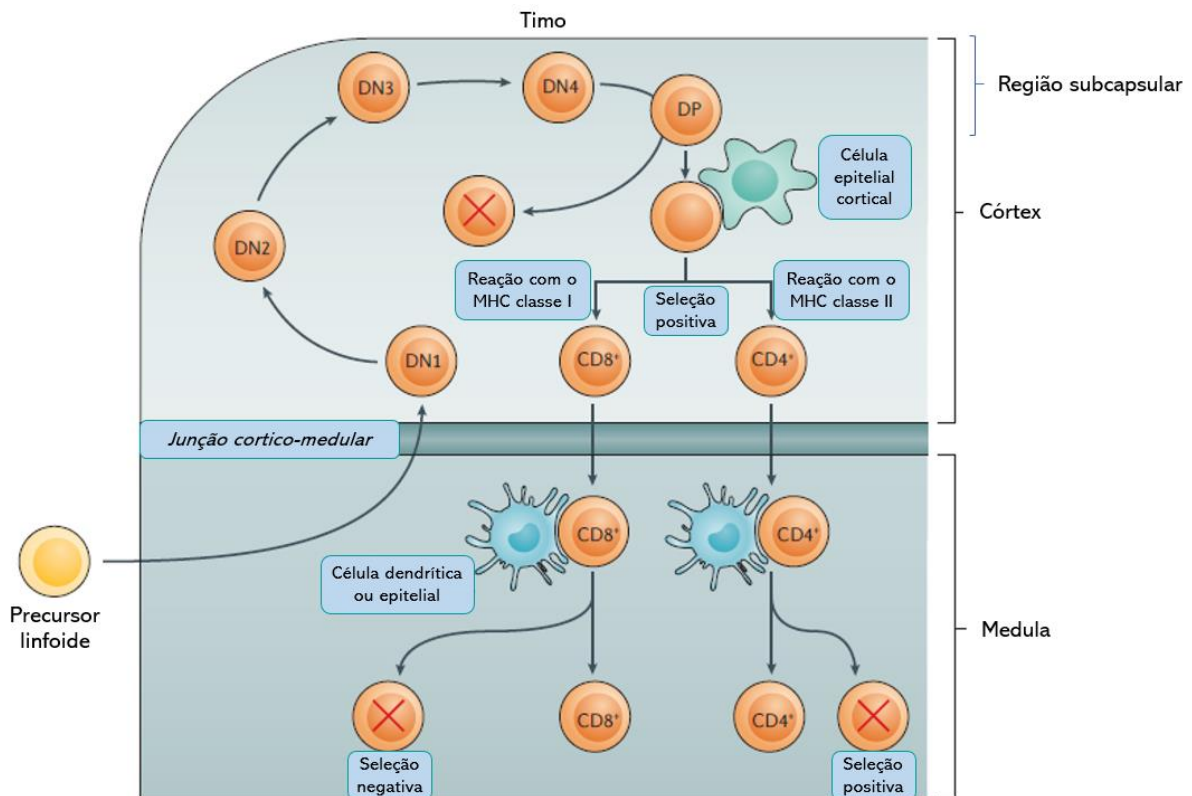 Timo
DN3
DN4
DP
Região subcapsular
Célula
epitelial
cortical
Córtex
DN2
Reação com o
MHC classe I
Seleção
positiva
Reação com o
MHC classe II
DN1
CD8⁺
CD4⁺
Junção cortico-medular
CD8⁺
CD4⁺
Célula dendrítica
ou epitelial
Precursor
linfoide
Medula
CD8⁺
CD4⁺
Seleção
negativa
Seleção
positiva